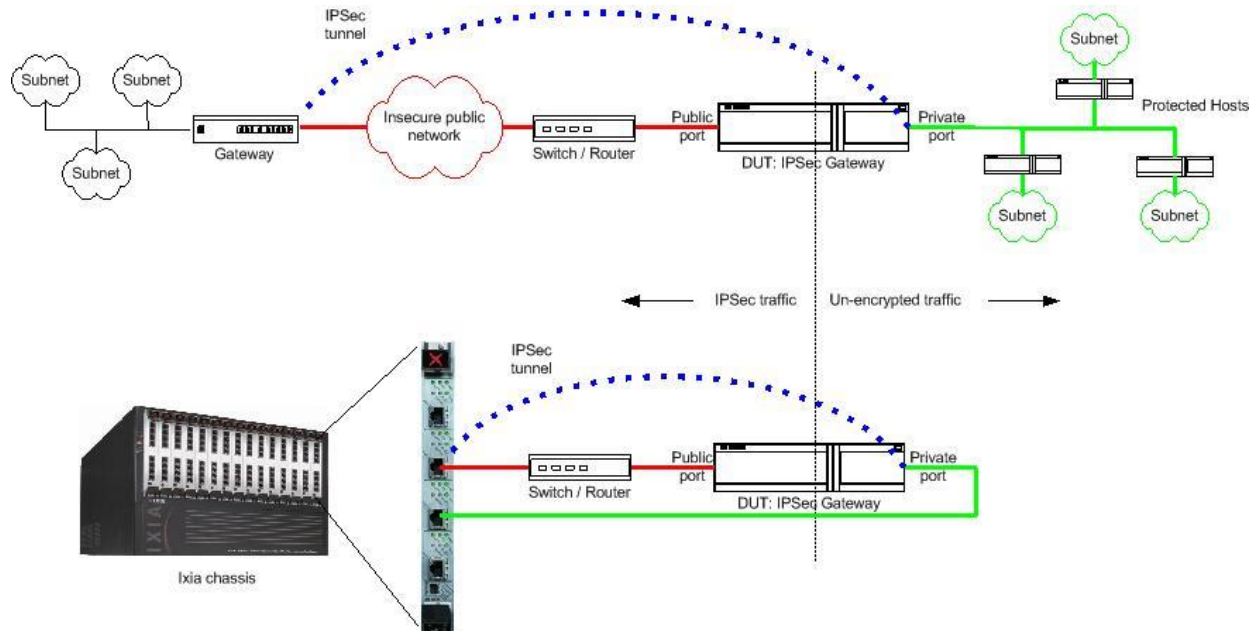 IPSec
tunnel
Subnet
Subnet
Subnet
Gateway
Insecure public
network
Switch / Router
Public
port
DUT: IPSec Gateway
Private
port
Subnet
Protected Hosts
Subnet
Subnet
IPSec traffic
Un-encrypted traffic
IPSec
tunnel
Switch / Router
Public
port
DUT: IPSec Gateway
Private
port
IXIA
Ixia chassis